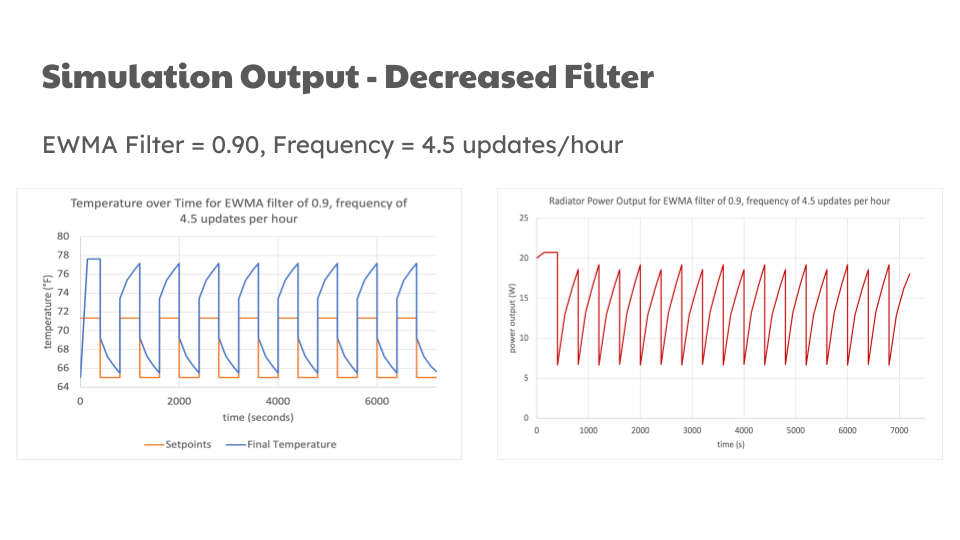 Simulation Output - Decreased Filter
EWMA Filter = 0.90, Frequency = 4.5 updates/hour
Temperature over Time for EWMA filter of 0.9, frequency of
4.5 updates per hour
80
78
76
74
72
70
68
66
64
temperature (°F)
0 2000 4000 6000
time (seconds)
Setpoints Final Temperature
Radiator Power Output for EWMA filter of 0.9, frequency of 4.5 updates per hour
25
20
15
10
5
0
power output (W)
0 1000 2000 3000 4000 5000 6000 7000
time (s)